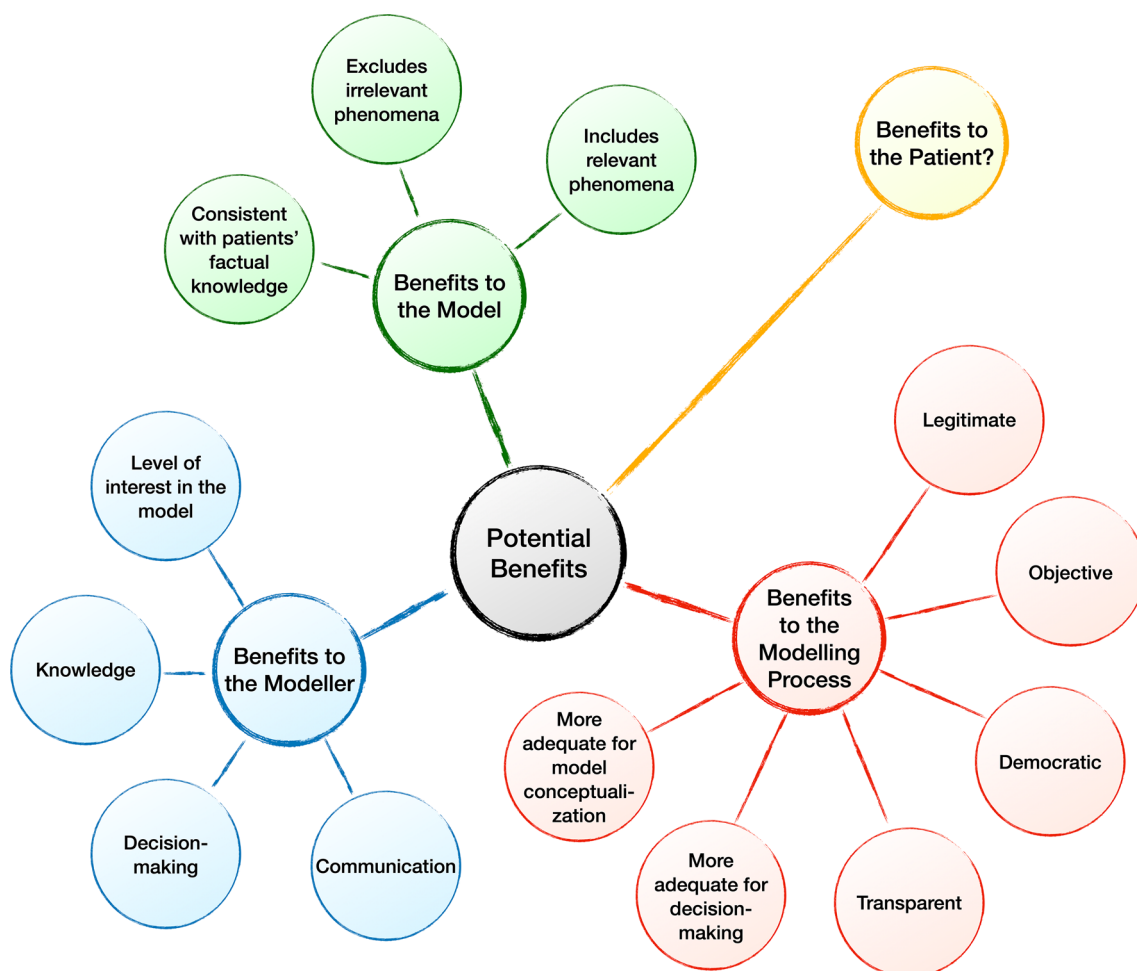 Excludes
irrelevant
phenomena
Includes
relevant
phenomena
Consistent
with patients’
factual
knowledge
Benefits to
the Model
Benefits to
the Patient?
Potential
Benefits
Level of
interest in the
model
Knowledge
Benefits to
the Modeller
Decision-
making
Communication
Legitimate
Objective
Benefits
to the
Modelling
Process
Democratic
More
adequate for
model
conceptuali-
zation
More
adequate for
decision-
making
Transparent